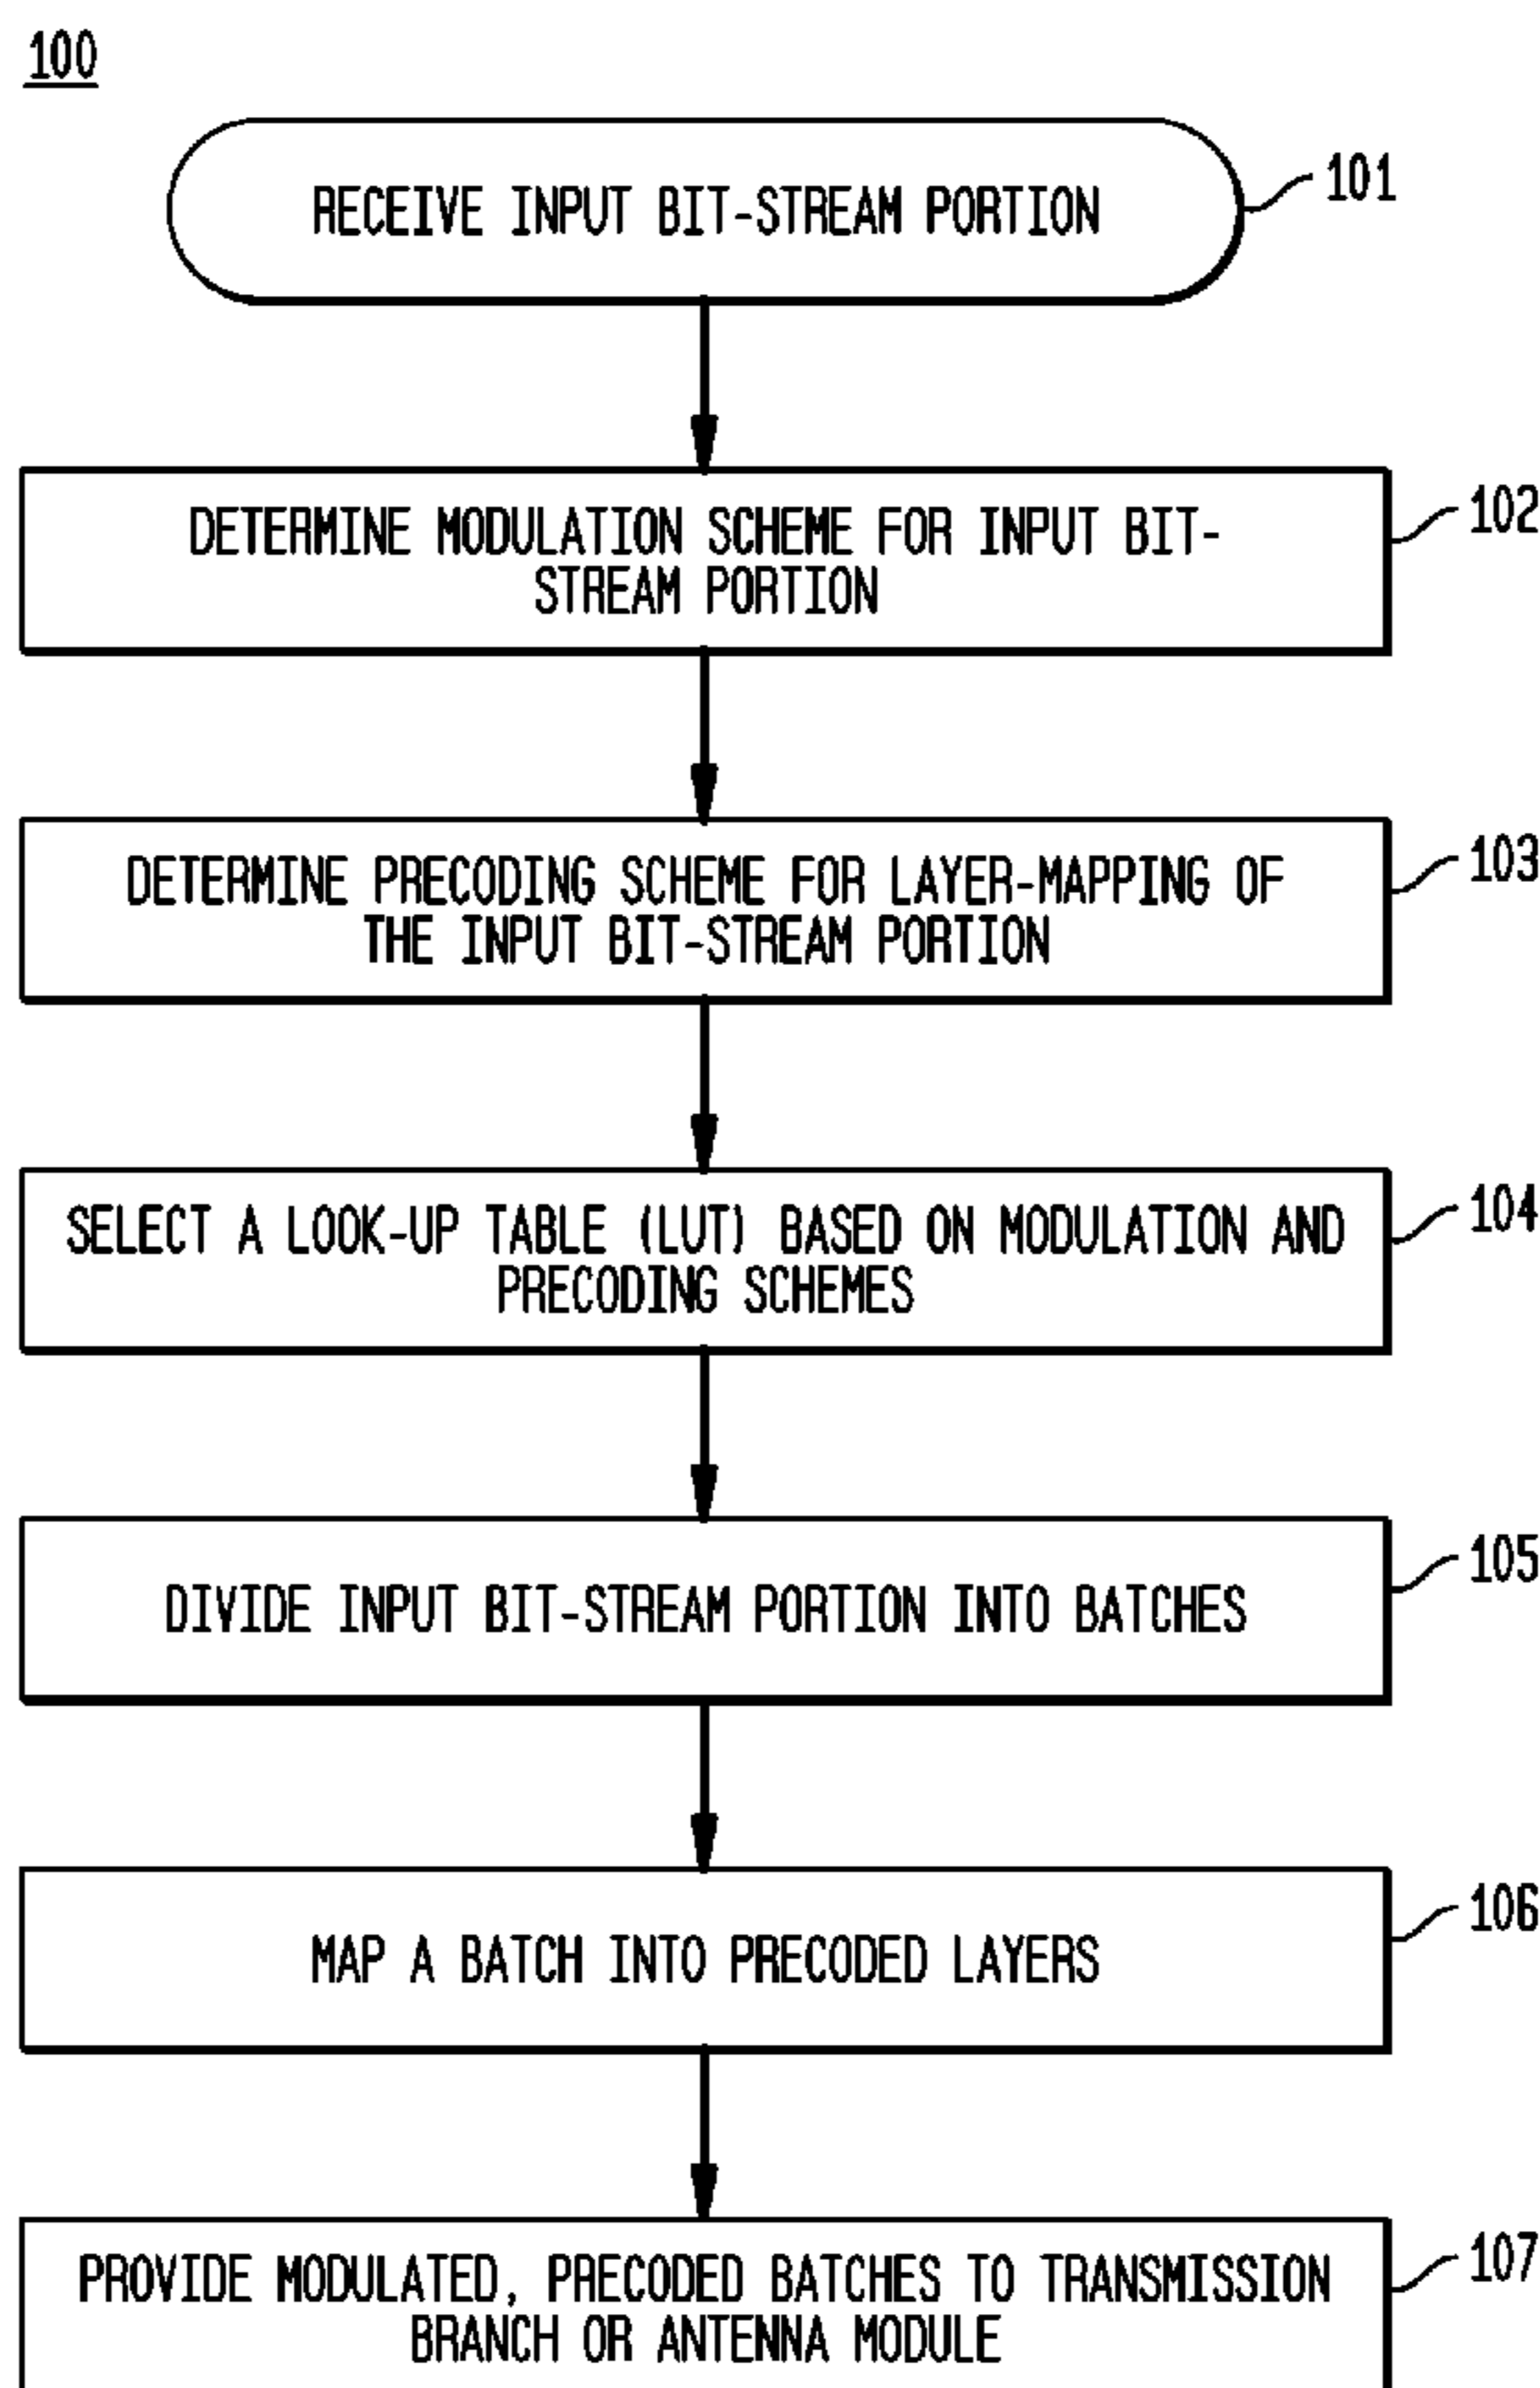 100
RECEIVE INPUT BIT-STREAM PORTION
101
DETERMINE MODULATION SCHEME FOR INPUT BIT-
STREAM PORTION
102
DETERMINE PRECODING SCHEME FOR LAYER-MAPPING OF
THE INPUT BIT-STREAM PORTION
103
SELECT A LOOK-UP TABLE (LUT) BASED ON MODULATION AND
PRECODING SCHEMES
104
DIVIDE INPUT BIT-STREAM PORTION INTO BATCHES
105
MAP A BATCH INTO PRECODED LAYERS
106
PROVIDE MODULATED, PRECODED BATCHES TO TRANSMISSION
BRANCH OR ANTENNA MODULE
107